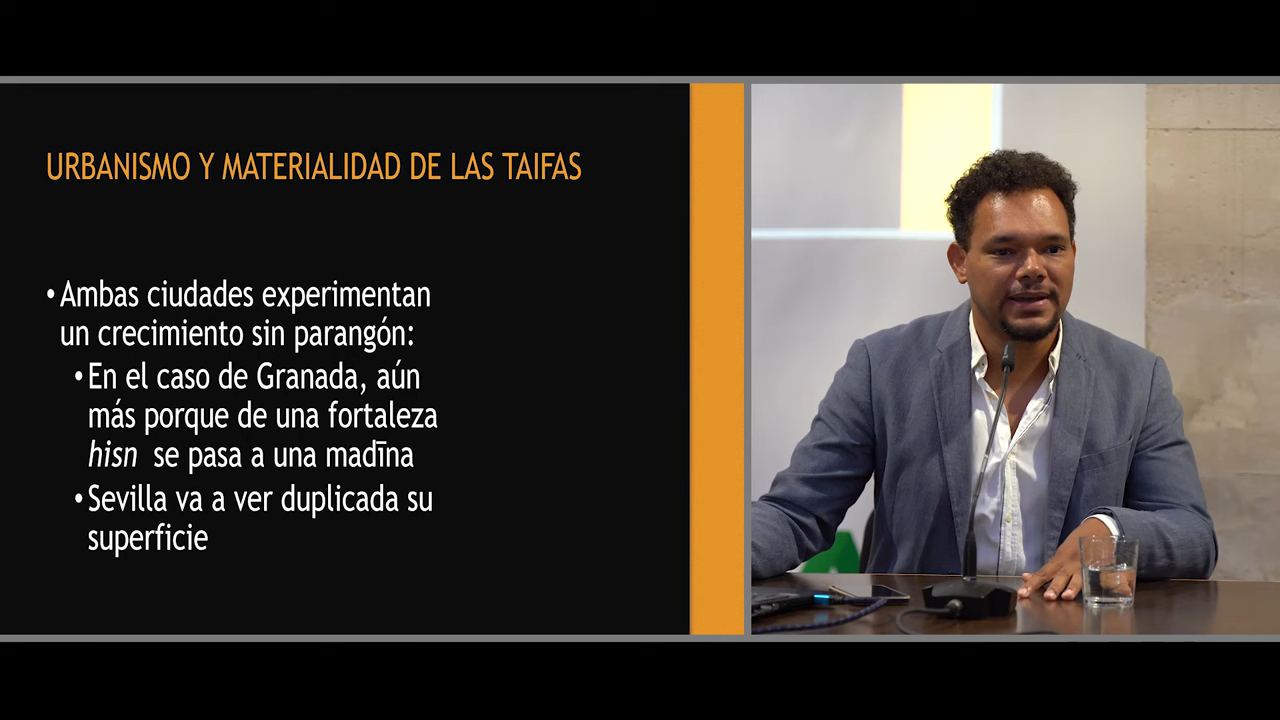 URBANISMO Y MATERIALIDAD DE LAS TAIFAS
• Ambas ciudades experimentan
un crecimiento sin parangón:
• En el caso de Granada, aún
más porque de una fortaleza
hisn se pasa a una madīna
• Sevilla va a ver duplicada su
superficie